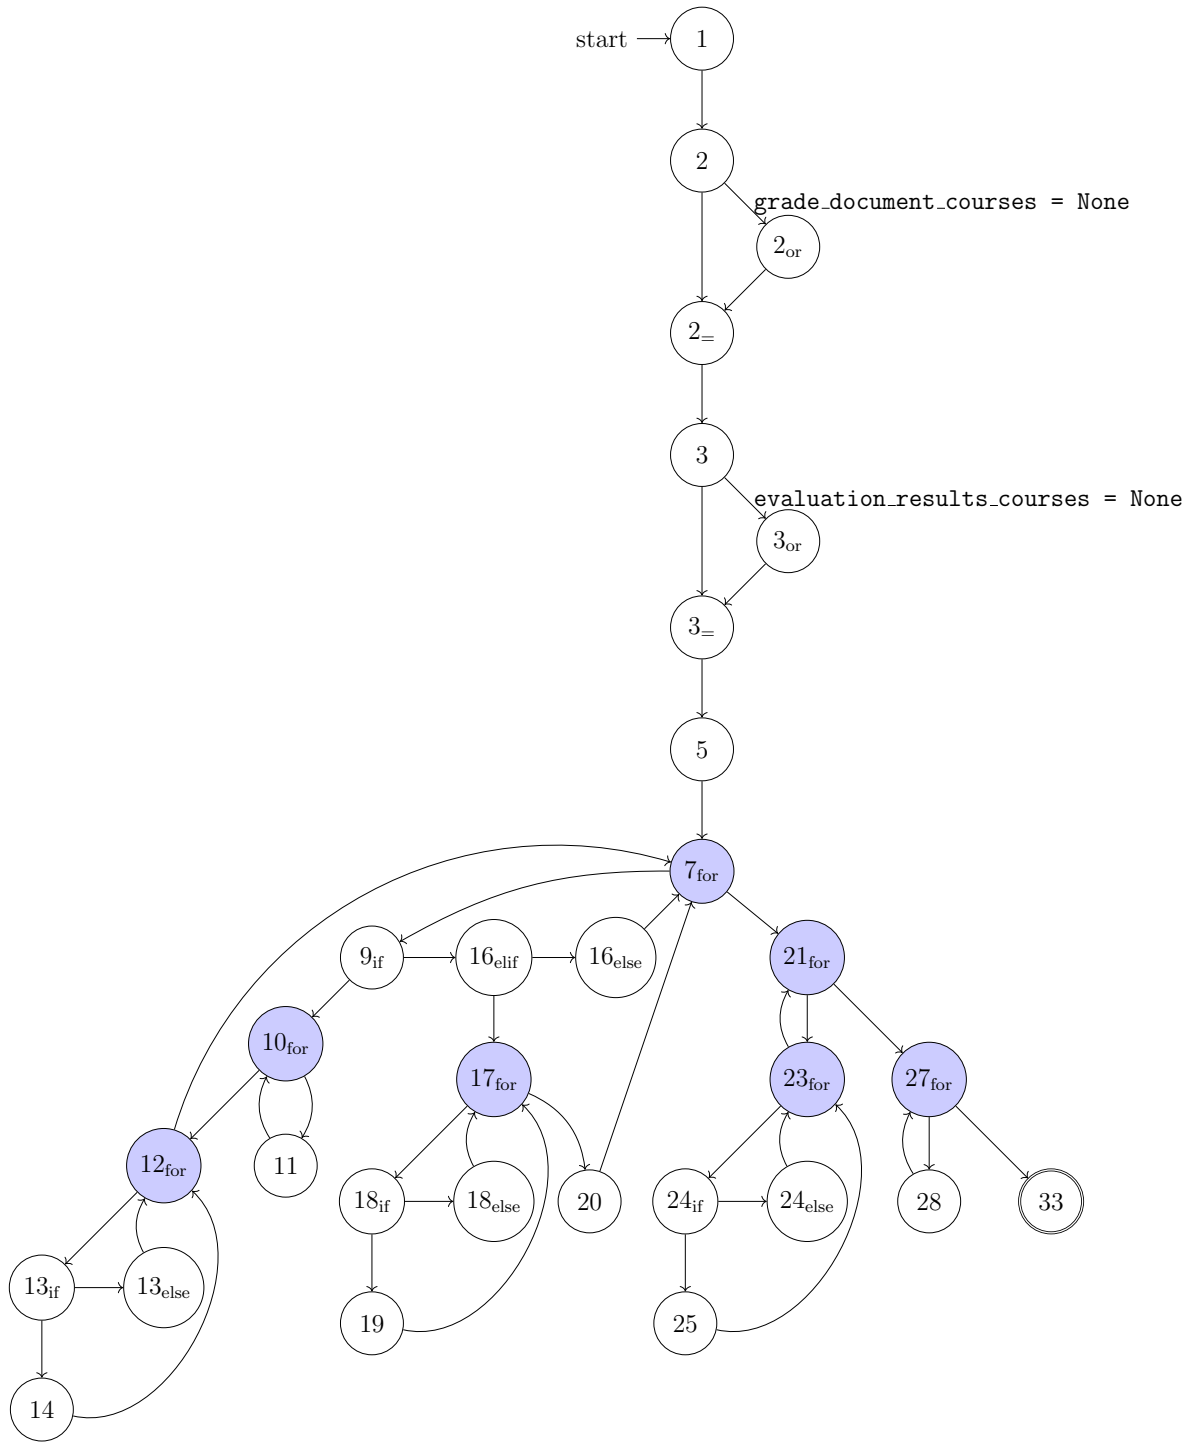 start 1
2
grade_document_courses = None
2or
2=
3
evaluation_results_courses = None
3or
3=
5
7for
9if 16elif 16else 21for
10for
17for 23for 27for
12for 11
18if 18else 20 24if 24else 28 33
13if 13else
19 25
14